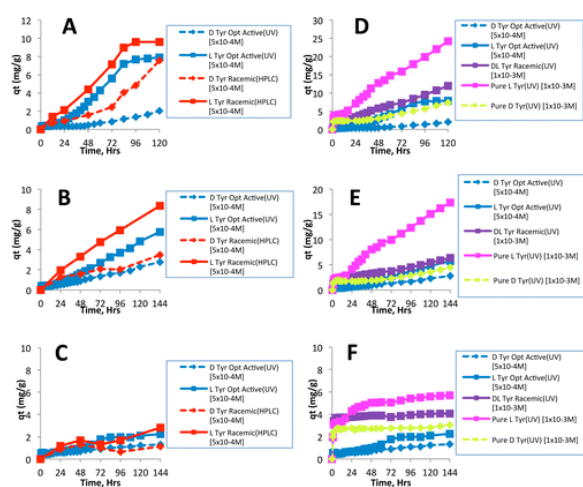 A
qt (mg/g)
12
10
8
6
4
2
0
0 24 48 72 96 120
Time, Hrs
D Tyr Opt Active(UV)
[5x10-4M]
L Tyr Opt Active(UV)
[5x10-4M]
D Tyr Racemic(HPLC)
[5x10-4M]
L Tyr Racemic(HPLC)
[5x10-4M]
D
qt (mg/g)
30
25
20
15
10
5
0
0 24 48 72 96 120
Time, Hrs
D Tyr Opt Active(UV)
[5x10-4M]
L Tyr Opt Active(UV)
[5x10-4M]
DL Tyr Racemic(UV)
[1x10-3M]
Pure L Tyr(UV) [1x10-3M]
Pure D Tyr(UV) [1x10-3M]
B
qt (mg/g)
10
8
6
4
2
0
0 24 48 72 96 120 144
Time, Hrs
D Tyr Opt Active(UV)
[5x10-4M]
L Tyr Opt Active(UV)
[5x10-4M]
D Tyr Racemic(HPLC)
[5x10-4M]
L Tyr Racemic(HPLC)
[5x10-4M]
E
qt (mg/g)
20
15
10
5
0
0 24 48 72 96 120 144
Time, Hrs
D Tyr Opt Active(UV)
[5x10-4M]
L Tyr Opt Active(UV)
[5x10-4M]
DL Tyr Racemic(UV)
[1x10-3M]
Pure L Tyr(UV) [1x10-3M]
Pure D Tyr(UV) [1x10-3M]
C
qt (mg/g)
10
8
6
4
2
0
0 24 48 72 96 120 144
Time, Hrs
D Tyr Opt Active(UV)
[5x10-4M]
L Tyr Opt Active(UV)
[5x10-4M]
D Tyr Racemic(HPLC)
[5x10-4M]
L Tyr Racemic(HPLC)
[5x10-4M]
F
qt (mg/g)
10
8
6
4
2
0
0 24 48 72 96 120 144
Time, Hrs
D Tyr Opt Active(UV)
[5x10-4M]
L Tyr Opt Active(UV)
[5x10-4M]
DL Tyr Racemic(UV)
[1x10-3M]
Pure L Tyr(UV) [1x10-3M]
Pure D Tyr(UV) [1x10-3M]